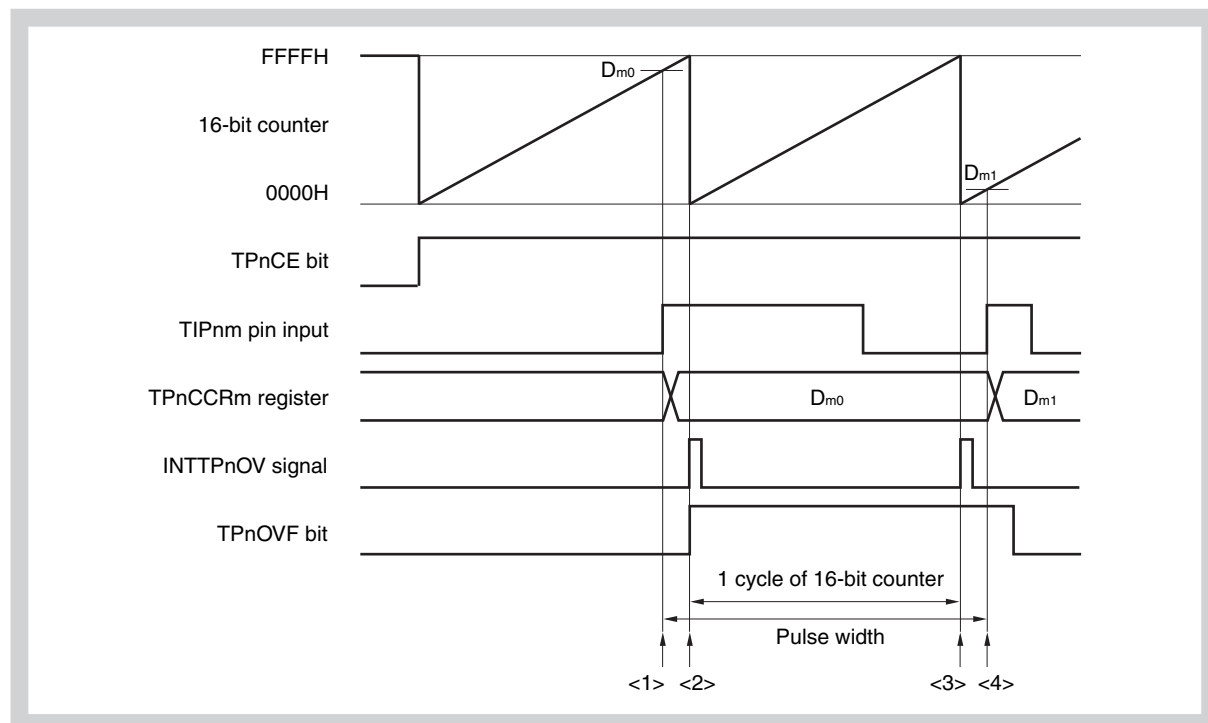 FFFFH
Dm0
16-bit counter
Dm1
0000H
TPnCE bit
TIPnm pin input
TPnCCRm register
Dm0
Dm1
INTTPnOV signal
TPnOVF bit
1 cycle of 16-bit counter
Pulse width
<1> <2> <3> <4>